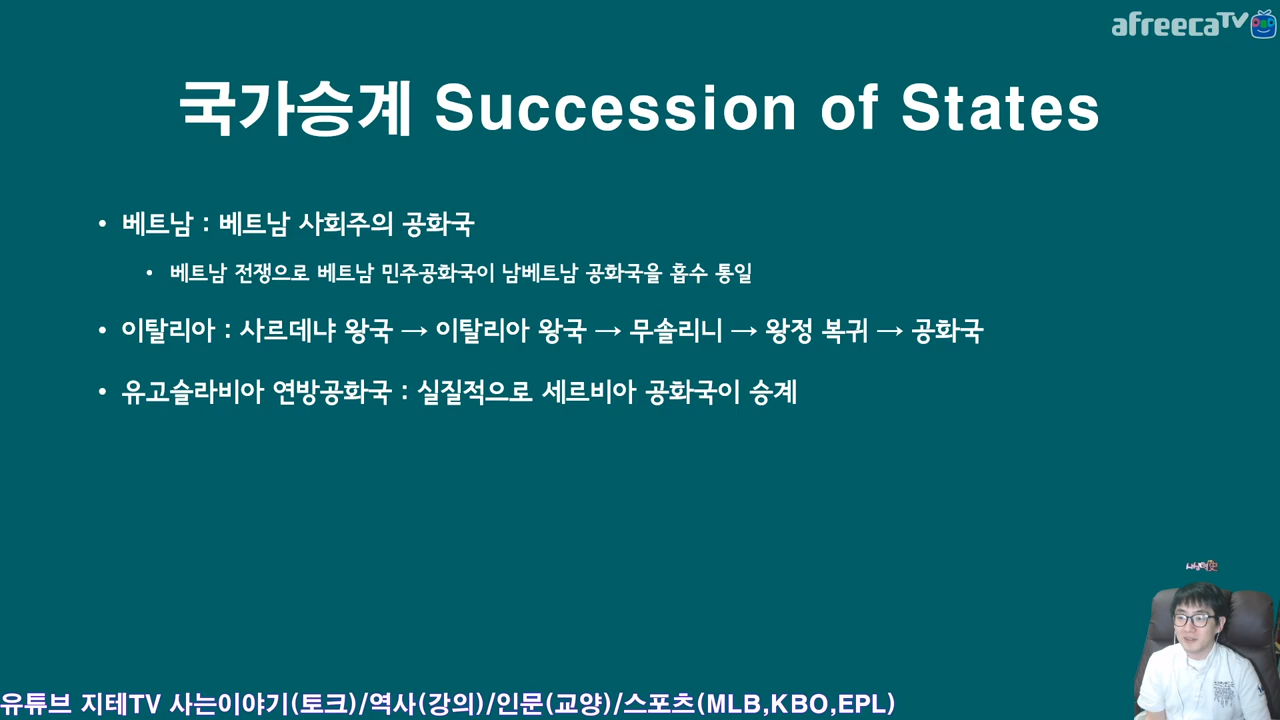 afreecaTV
국가승계 Succession of States
• 베트남 : 베트남 사회주의 공화국
• 베트남 전쟁으로 베트남 민주공화국이 남베트남 공화국을 흡수 통일
• 이탈리아 : 사르데냐 왕국 → 이탈리아 왕국 → 무솔리니 → 왕정 복귀 → 공화국
• 유고슬라비아 연방공화국 : 실질적으로 세르비아 공화국이 승계
유튜브 지테TV 사는이야기(토크)/역사(강의)/인문(교양)/스포츠(MLB,KBO,EPL)